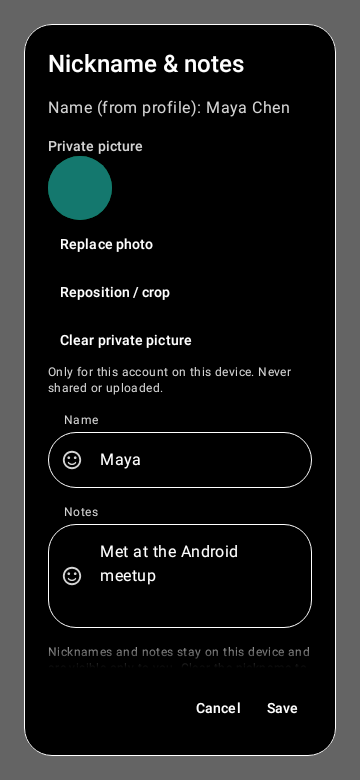 Nickname & notes
Name (from profile): Maya Chen
Private picture
Replace photo
Reposition / crop
Clear private picture
Only for this account on this device. Never
shared or uploaded.
Name
Maya
Notes
Met at the Android
meetup
Nicknames and notes stay on this device and
Cancel
Save